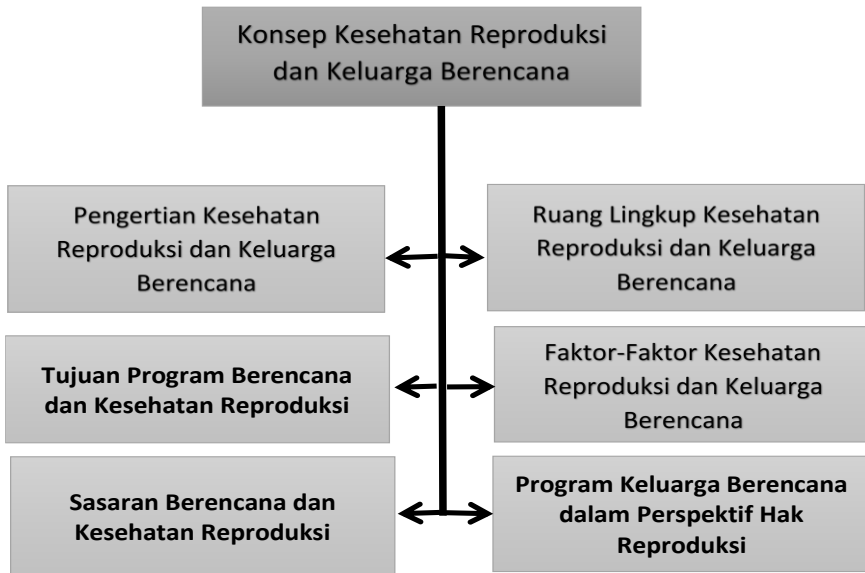 Konsep Kesehatan Reproduksi
dan Keluarga Berencana
Pengertian Kesehatan
Reproduksi dan Keluarga
Berencana
Ruang Lingkup Kesehatan
Reproduksi dan Keluarga
Berencana
Tujuan Program Berencana
dan Kesehatan Reproduksi
Faktor-Faktor Kesehatan
Reproduksi dan Keluarga
Berencana
Sasaran Berencana dan
Kesehatan Reproduksi
Program Keluarga Berencana
dalam Perspektif Hak
Reproduksi